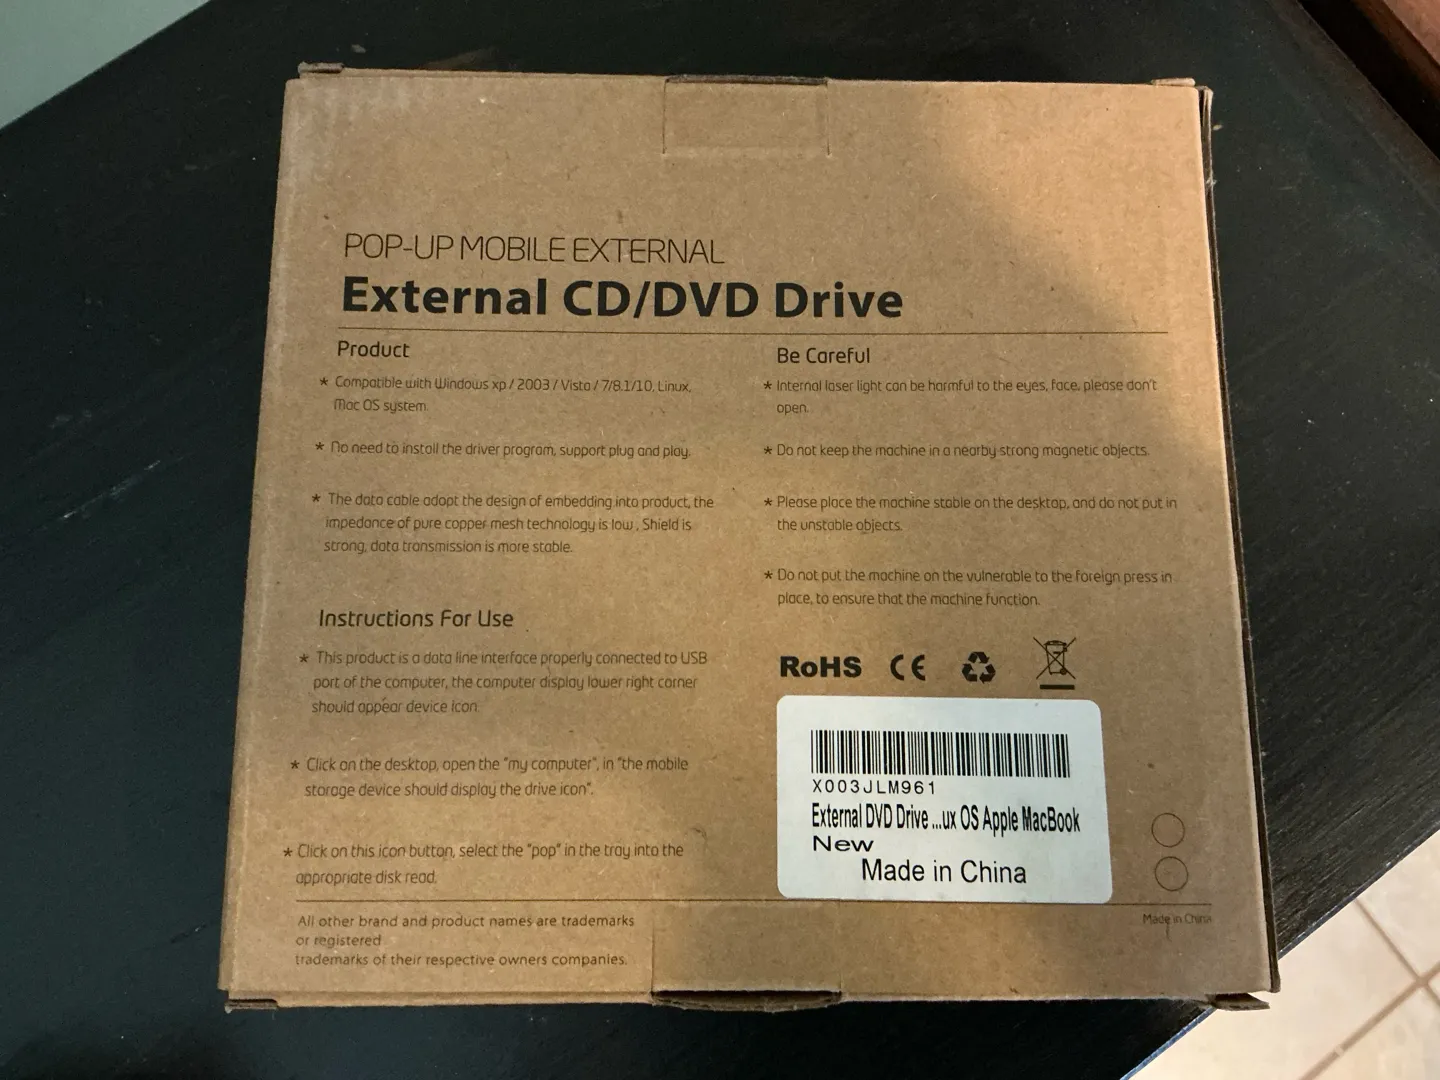 POP-UP MOBILE EXTERNAL
External CD/DVD Drive
Product
* Compatible with Windows xp / 2003 / Vista / 7/8.1/10, Linux,
Mac OS system.
* No need to install the driver program, support plug and play.
* The data cable adopt the design of embedding into product, the
impedance of pure copper mesh technology is low , Shield is
strong, data transmission is more stable.
Instructions For Use
* This product is a data line interface properly connected to USB
port of the computer, the computer display lower right corner
should appear device icon.
* Click on the desktop, open the "my computer", in "the mobile
storage device should display the drive icon".
* Click on this icon button, select the "pop" in the tray into the
appropriate disk read.
All other brand and product names are trademarks
or registered
trademarks of their respective owners companies.
Be Careful
* Internal laser light can be harmful to the eyes, face, please don't
open.
* Do not keep the machine in a nearby strong magnetic objects.
* Please place the machine stable on the desktop, and do not put in
the unstable objects.
* Do not put the machine on the vulnerable to the foreign press in
place, to ensure that the machine function.
RoHS CE
X003JLM961
External DVD Drive ...ux OS Apple MacBook
New
Made in China
Made in China